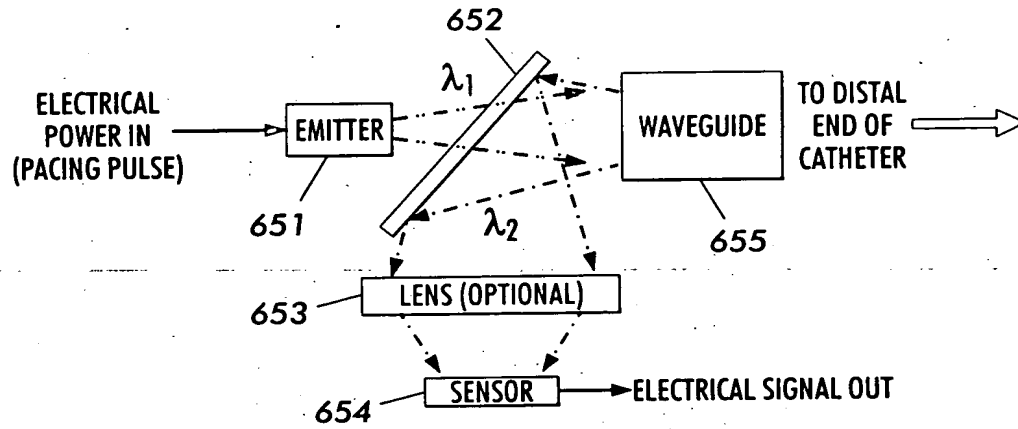 652
λ1
ELECTRICAL
POWER IN
(PACING PULSE)
EMITTER
651
WAVEGUIDE
655
TO DISTAL
END OF
CATHETER
λ2
LENS (OPTIONAL)
653
SENSOR
654
ELECTRICAL SIGNAL OUT